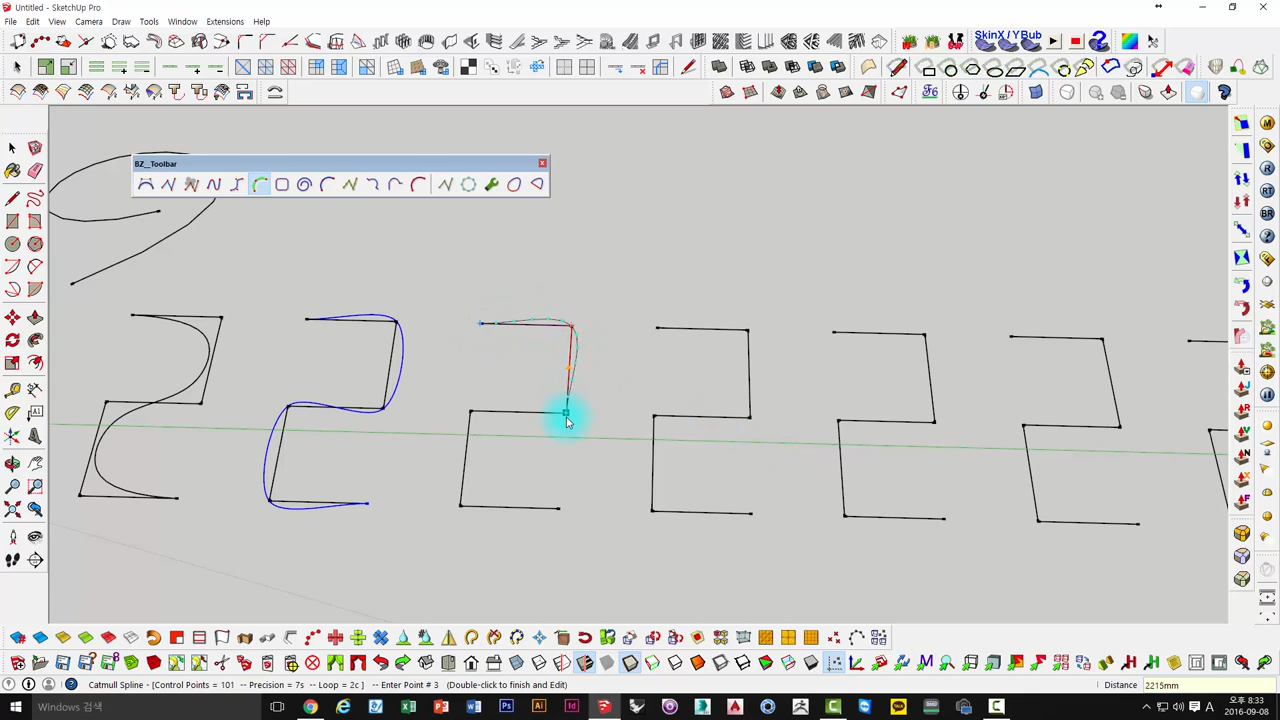 Untitled - SketchUp Pro
File Edit View Camera Draw Tools Window Extensions Help
SkinX / YBub
BZ__Toolbar
Catmull Spline - [Control Points = 101 -- Precision = 7s -- Loop = 2c ] -- Enter Point # 3 (Double-click to finish and Edit)
Distance 2215mm
Windows 검색
A 오후 8:33
2016-09-08